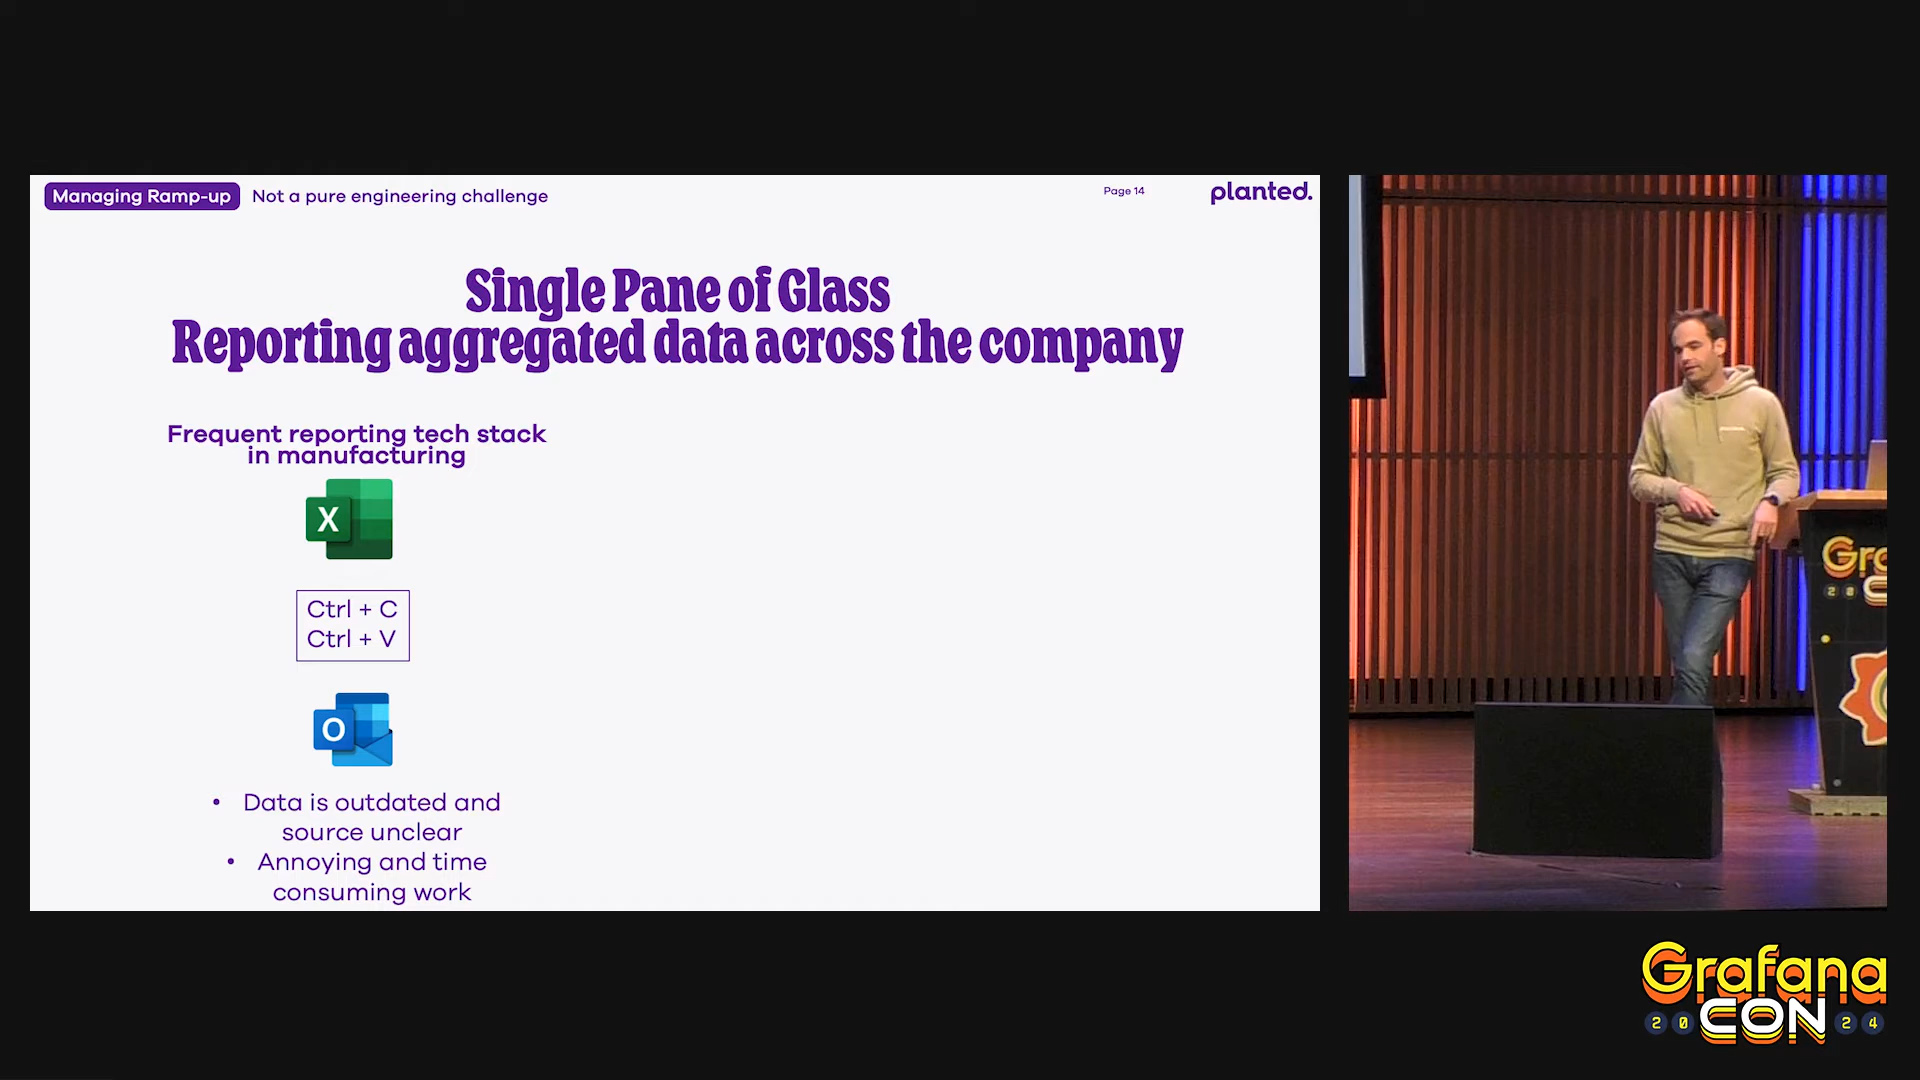 Managing Ramp-up Not a pure engineering challenge
Page 14
planted.
Single Pane of Glass
Reporting aggregated data across the company
Frequent reporting tech stack
in manufacturing
X
Ctrl + C
Ctrl + V
O
• Data is outdated and
source unclear
• Annoying and time
consuming work
Gra
20
C
Grafana
2 0 CON 2 4